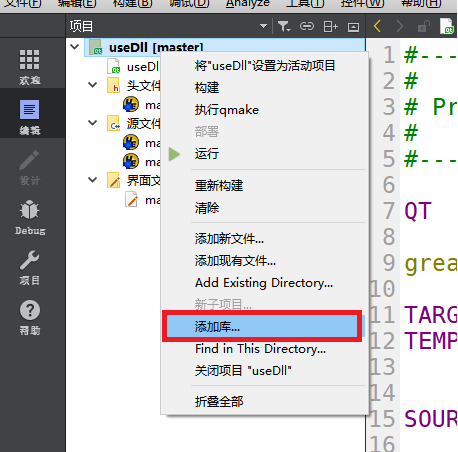 文件(F) 编辑(E) 构建(B) 调试(D) Analyze 工具(T) 控件(W) 帮助(H)
项目
欢迎
编辑
设计
Debug
项目
帮助
useDll [master]
useDll
头文件
ma
源文件
ma
ma
界面文
ma
将"useDll"设置为活动项目
构建
执行qmake
部署
运行
重新构建
清除
添加新文件...
添加现有文件...
Add Existing Directory...
新子项目...
添加库...
Find in This Directory...
关闭项目 "useDll"
折叠全部
1 #---
2 #
3 # Pr
4 #
5 #---
6
7 QT
8
9 grea
10
11 TARG
12 TEMP
13
14
15 SOUR
16